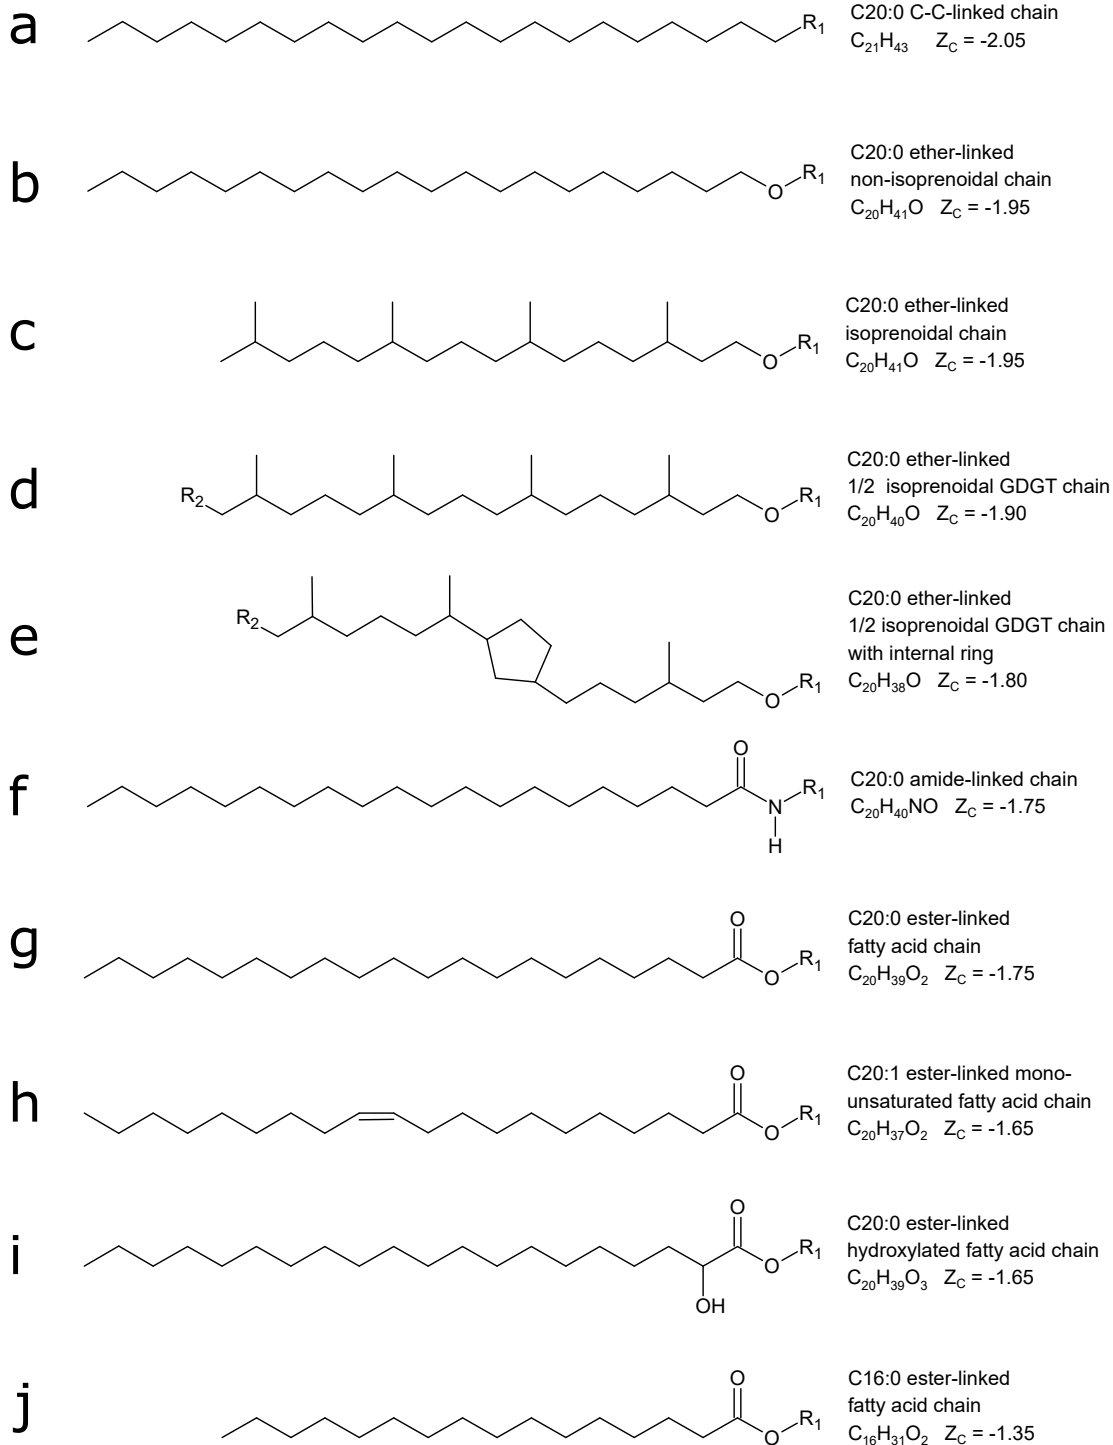 a
R1
C20:0 C-C-linked chain
C21H43 ZC = -2.05
b
O
R1
C20:0 ether-linked
non-isoprenoidal chain
C20H41O ZC = -1.95
c
O
R1
C20:0 ether-linked
isoprenoidal chain
C20H41O ZC = -1.95
d
R2
O
R1
C20:0 ether-linked
1/2 isoprenoidal GDGT chain
C20H40O ZC = -1.90
e
R2
O
R1
C20:0 ether-linked
1/2 isoprenoidal GDGT chain
with internal ring
C20H38O ZC = -1.80
f
O
N
H
R1
C20:0 amide-linked chain
C20H40NO ZC = -1.75
g
O
O
R1
C20:0 ester-linked
fatty acid chain
C20H39O2 ZC = -1.75
h
O
O
R1
C20:1 ester-linked mono-
unsaturated fatty acid chain
C20H37O2 ZC = -1.65
i
O
O
R1
OH
C20:0 ester-linked
hydroxylated fatty acid chain
C20H39O3 ZC = -1.65
j
O
O
R1
C16:0 ester-linked
fatty acid chain
C16H31O2 ZC = -1.35